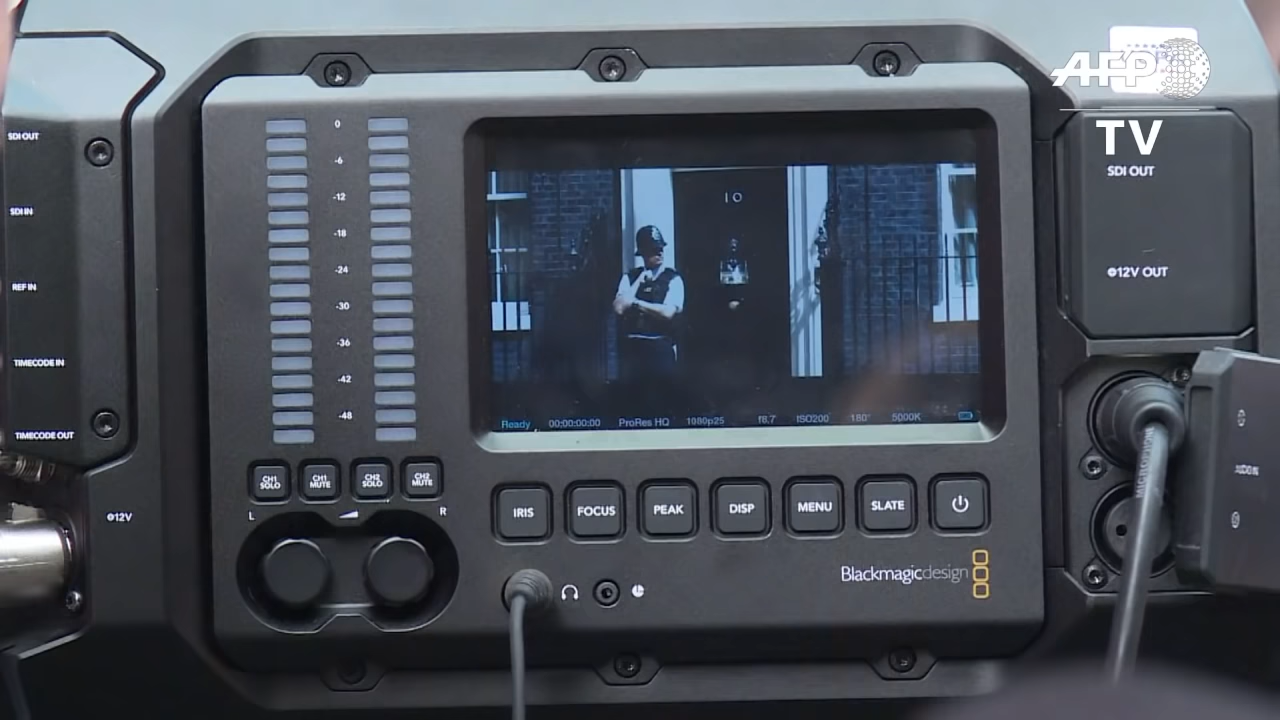 AFP
TV
SDI OUT
SDI IN
REF IN
TIMECODE IN
TIMECODE OUT
12V
0
-6
-12
-18
-24
-30
-36
-42
-48
CH1 SOLO
CH1 MUTE
CH2 SOLO
CH2 MUTE
L
R
10
Ready 00:00:00:00 ProRes HQ 1080p25 f8.7 ISO200 180° 5000K
IRIS
FOCUS
PEAK
DISP
MENU
SLATE
Blackmagicdesign
SDI OUT
12V OUT